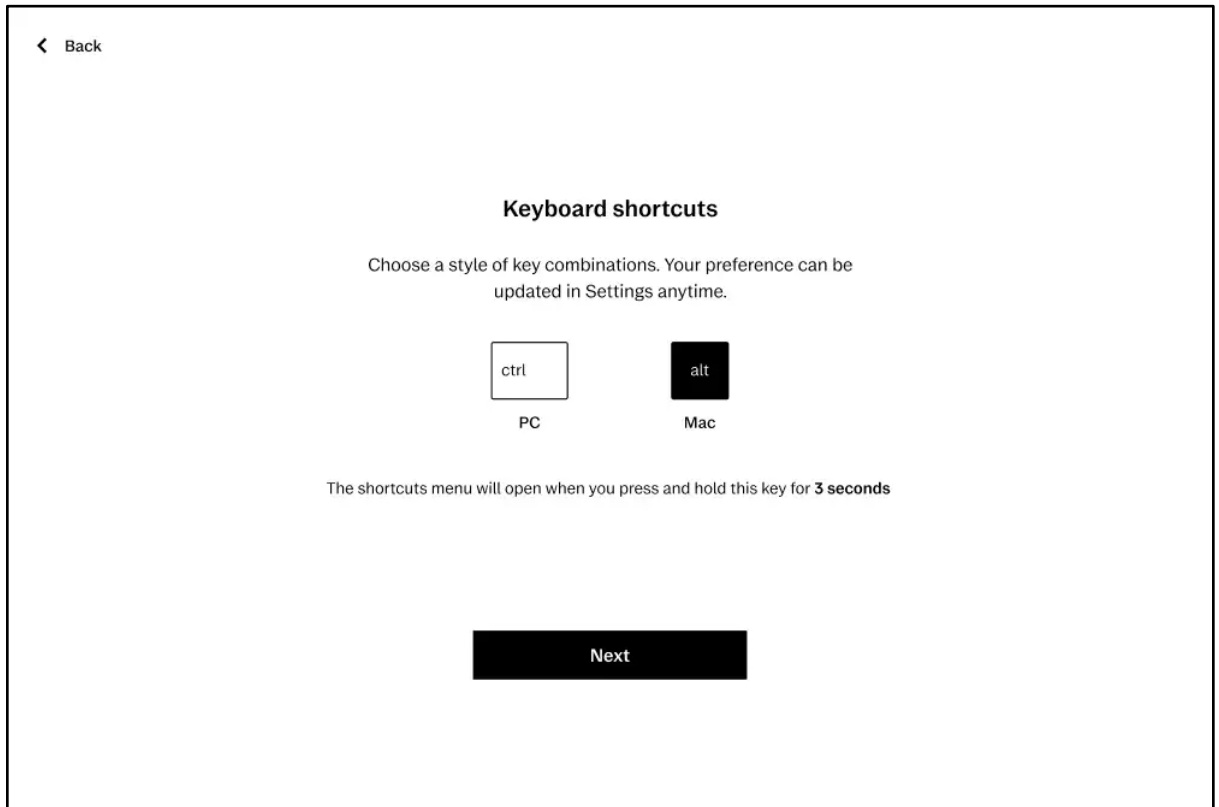 Back
Keyboard shortcuts
Choose a style of key combinations. Your preference can be
updated in Settings anytime.
ctrl
alt
PC
Mac
The shortcuts menu will open when you press and hold this key for 3 seconds
Next